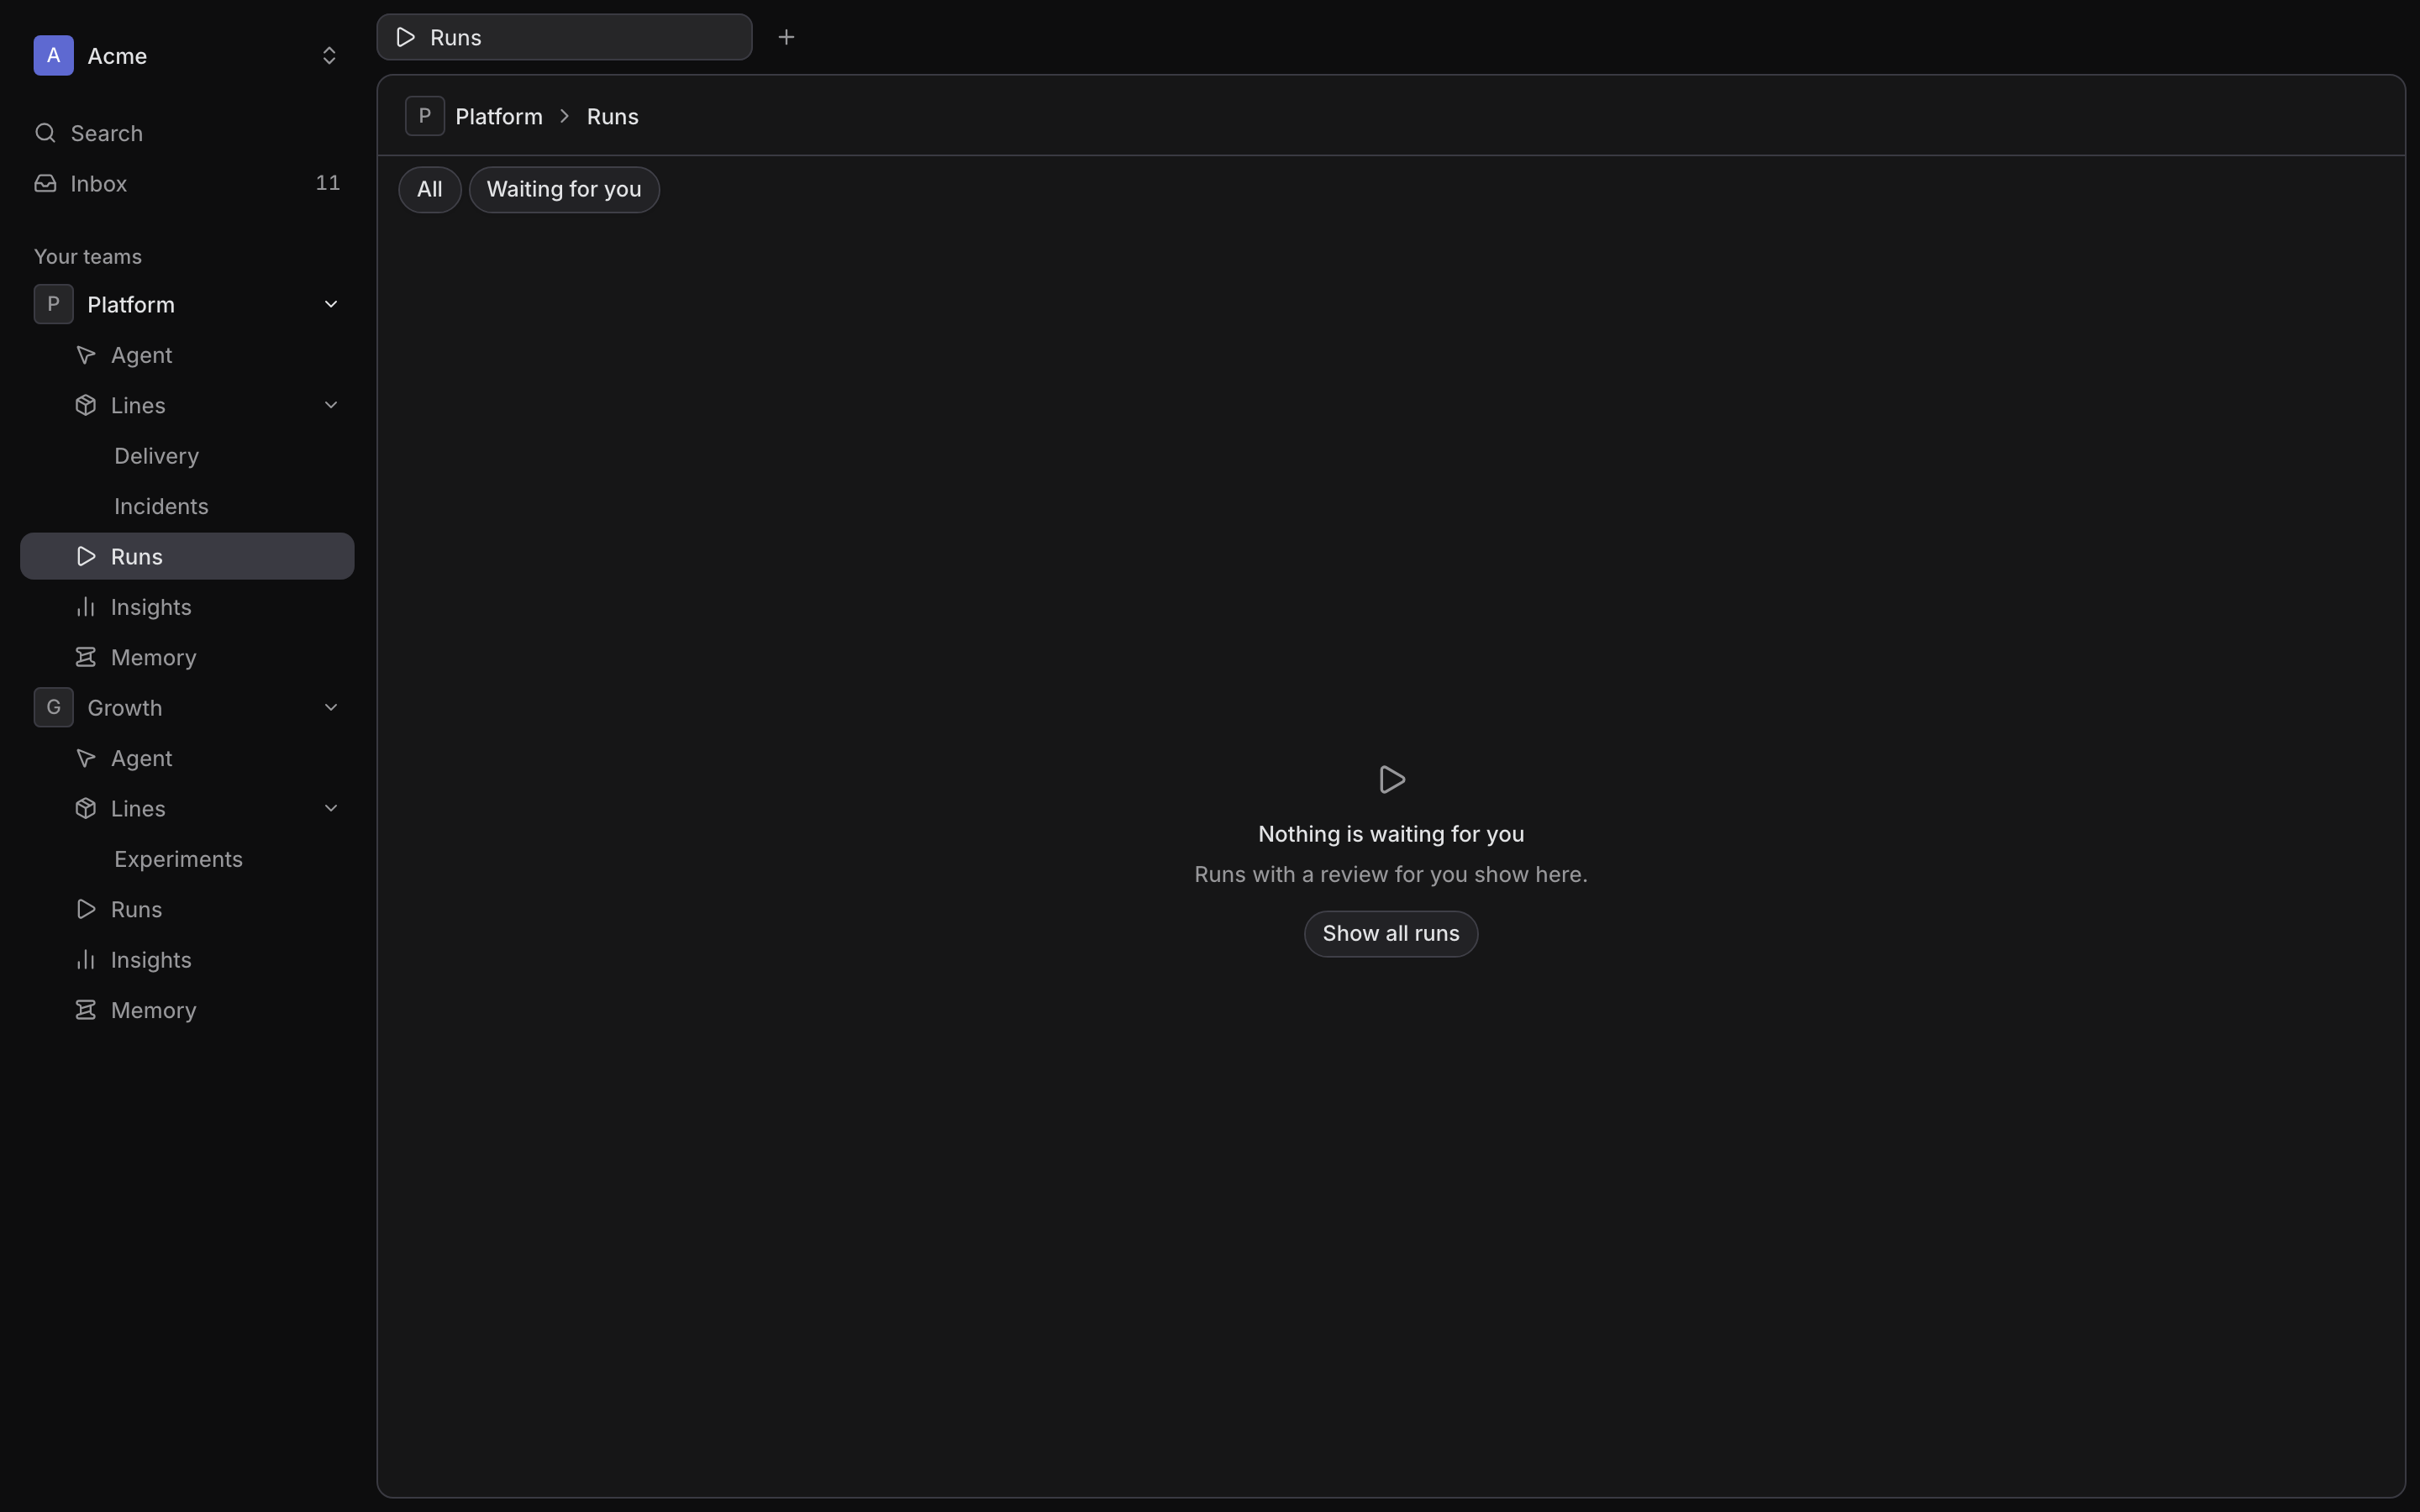 A Acme
Search
Inbox 11
Your teams
P Platform
Agent
Lines
Delivery
Incidents
Runs
Insights
Memory
G Growth
Agent
Lines
Experiments
Runs
Insights
Memory
Runs
P Platform Runs
All Waiting for you
Nothing is waiting for you
Runs with a review for you show here.
Show all runs